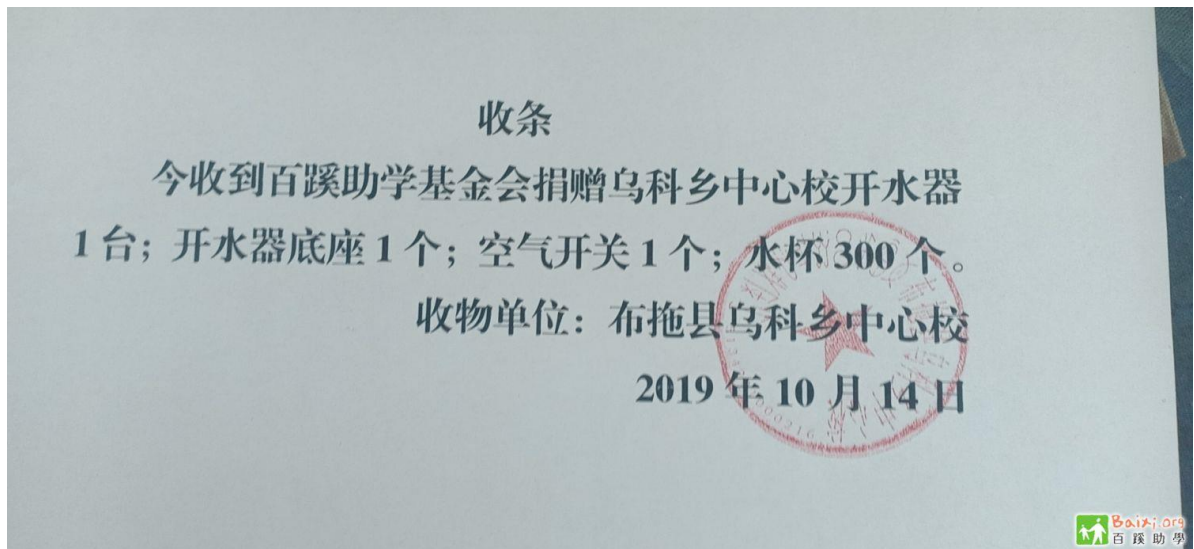 收条
今收到百蹊助学基金会捐赠乌科乡中心校开水器
1台；开水器底座1个；空气开关1个；水杯300个。
收物单位：布拖县乌科乡中心校
2019年10月14日
Baixi.org
百蹊助學